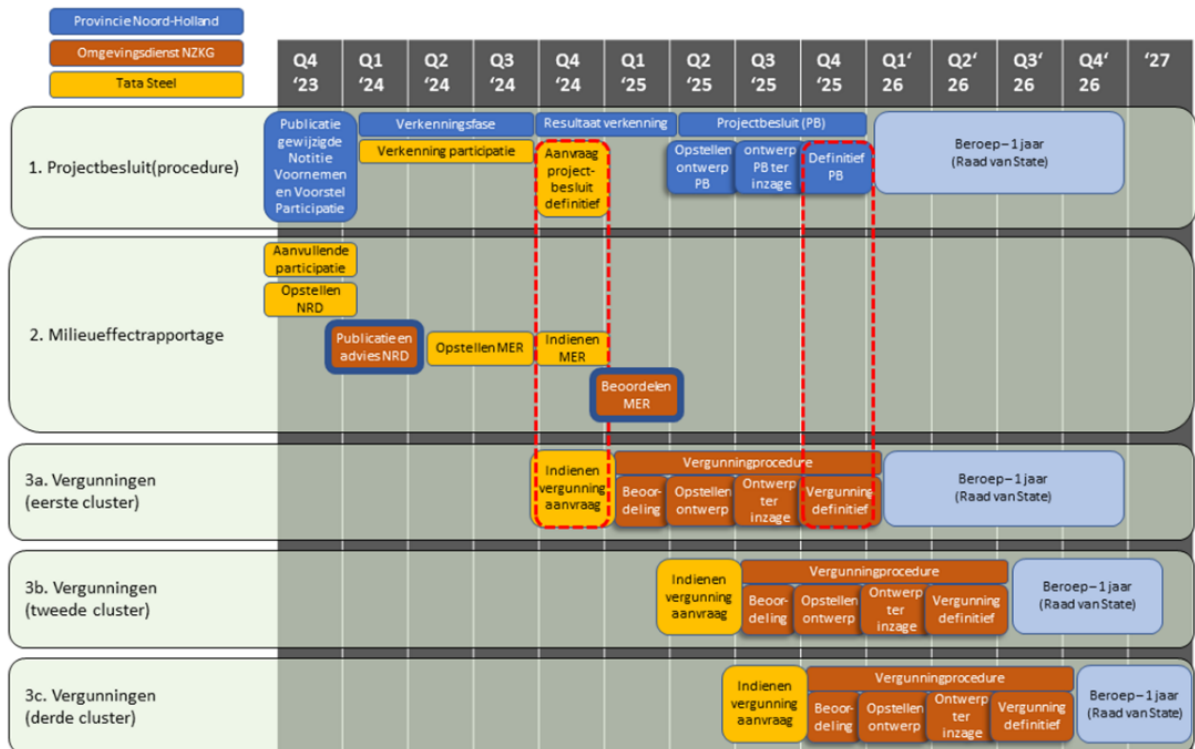 Provincie Noord-Holland
Omgevingsdienst NZKG
Tata Steel
Q4 Q1 Q2 Q3 Q4 Q1 Q2 Q3 Q4 Q1‘ Q2‘ Q3‘ Q4‘ ‘27
‘23 ‘24 ‘24 ‘24 ‘24 ‘25 ‘25 ‘25 ‘25 26 26 26 26
1. Projectbesluit(procedure)
Publicatie
gewijzigde
Notitie
Voornemen
en Voorstel
Participatie
Verkenningsfase
Resultaat verkenning
Projectbesluit (PB)
Verkenning participatie
Aanvraag
project-
besluit
definitief
Opstellen
ontwerp
PB
ontwerp
PB ter
inzage
Definitief
PB
Beroep – 1 jaar
(Raad van State)
2. Milieueffectrapportage
Aanvullende
participatie
Opstellen
NRD
Publicatie en
advies NRD
Opstellen MER
Indienen
MER
Beoordelen
MER
3a. Vergunningen
(eerste cluster)
Indienen
vergunning
aanvraag
Vergunningprocedure
Beoor-
deling
Opstellen
ontwerp
Ontwerp
ter
inzage
Vergunning
definitief
Beroep – 1 jaar
(Raad van State)
3b. Vergunningen
(tweede cluster)
Indienen
vergunning
aanvraag
Vergunningprocedure
Beoor-
deling
Opstellen
ontwerp
Ontwerp
ter
inzage
Vergunning
definitief
Beroep – 1 jaar
(Raad van State)
3c. Vergunningen
(derde cluster)
Indienen
vergunning
aanvraag
Vergunningprocedure
Beoor-
deling
Opstellen
ontwerp
Ontwerp
ter
inzage
Vergunning
definitief
Beroep – 1 jaar
(Raad van State)